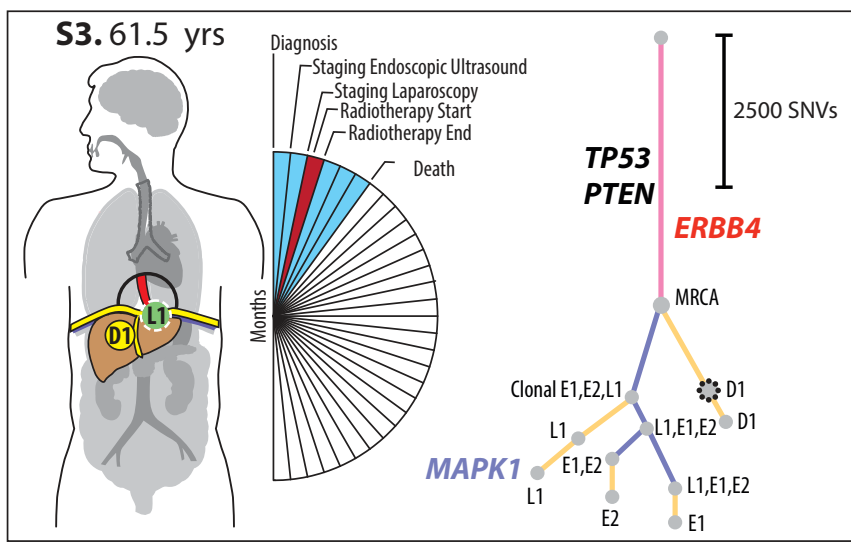 S3. 61.5 yrs
Diagnosis
Staging Endoscopic Ultrasound
Staging Laparoscopy
Radiotherapy Start
Radiotherapy End
Death
Months
L1
D1
2500 SNVs
TP53
PTEN
ERBB4
MRCA
Clonal E1,E2,L1
D1
D1
L1
L1,E1,E2
MAPK1
E1,E2
L1
L1,E1,E2
E2
E1